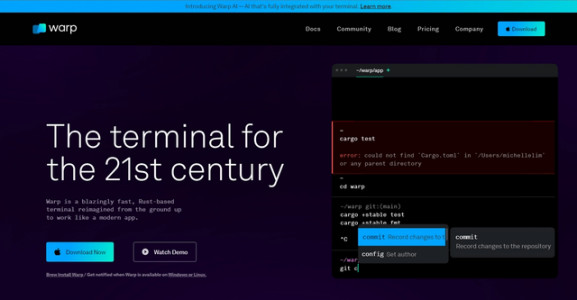 Introducing Warp AI — AI that's fully integrated with your terminal. Learn more
warp
Docs Community Blog Pricing Company Download
The terminal for
the 21st century
Warp is a blazingly fast, Rust-based
terminal reimagined from the ground up
to work like a modern app.
Download Now Watch Demo
Brew Install Warp / Get notified when Warp is available on Windows or Linux.
~/warp/app +
~
cargo test
error: could not find `Cargo.toml` in `/Users/michellelim`
or any parent directory
~
cd warp
~/warp git:(main)
cargo +stable test
cargo +stable fmt
^C
commit Record changes to t
config Set author
commit
Record changes to the repository
~/war
git c